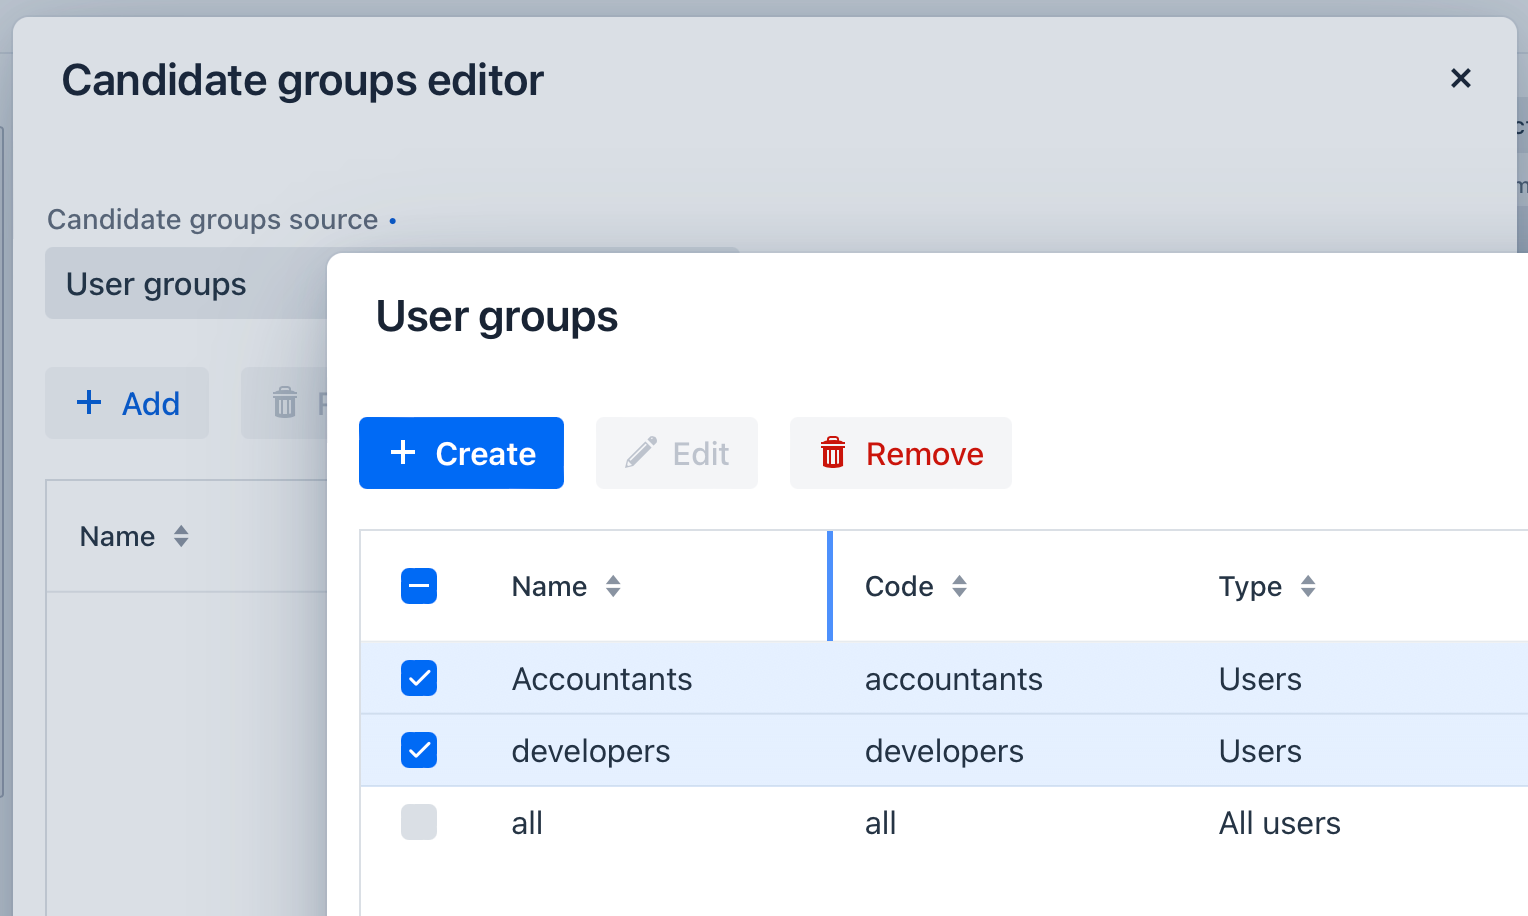 Candidate groups editor
Candidate groups source
User groups
Add
Name
User groups
Create Edit Remove
Name Code Type
Accountants accountants Users
developers developers Users
all all All users